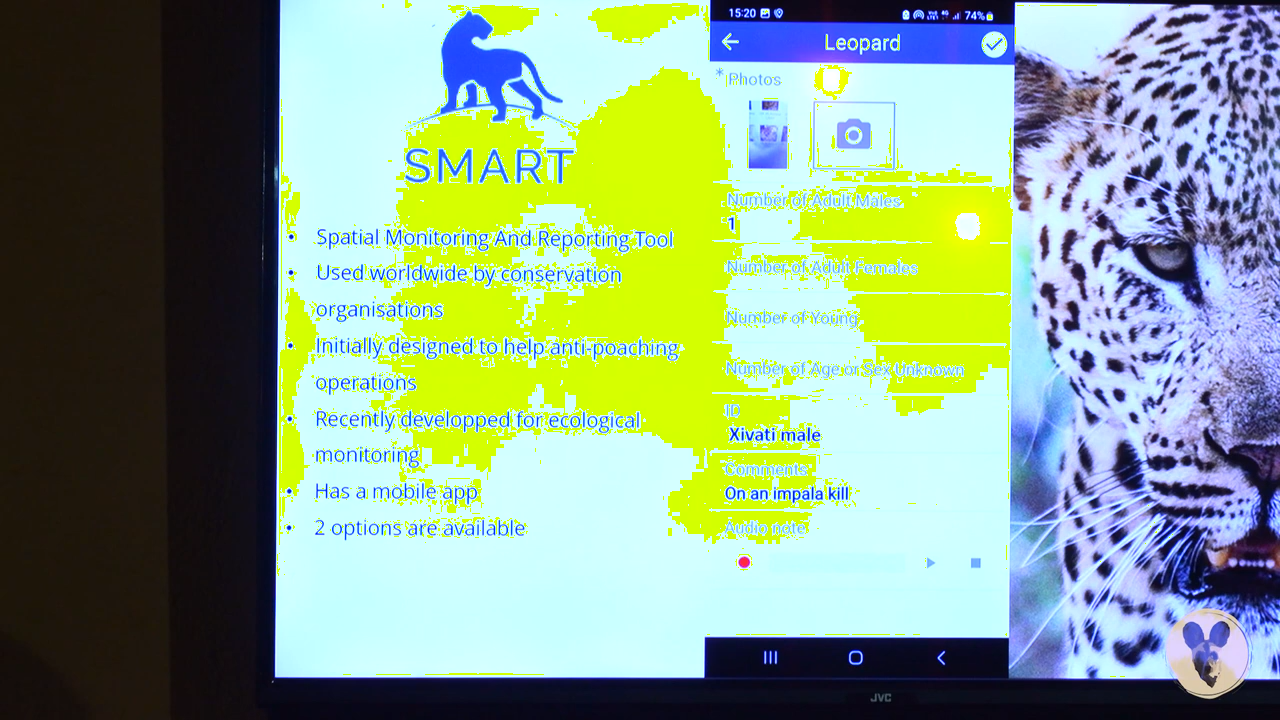 SMART
• Spatial Monitoring And Reporting Tool
• Used worldwide by conservation
organisations
• Initially designed to help anti-poaching
operations
• Recently developped for ecological
monitoring
• Has a mobile app
• 2 options are available
15:20 74%
Leopard
* Photos
Number of Adult Males
1
Number of Adult Females
Number of Young
Number of Age or Sex Unknown
ID
Xivati male
Comments
On an impala kill
Audio note
JVC